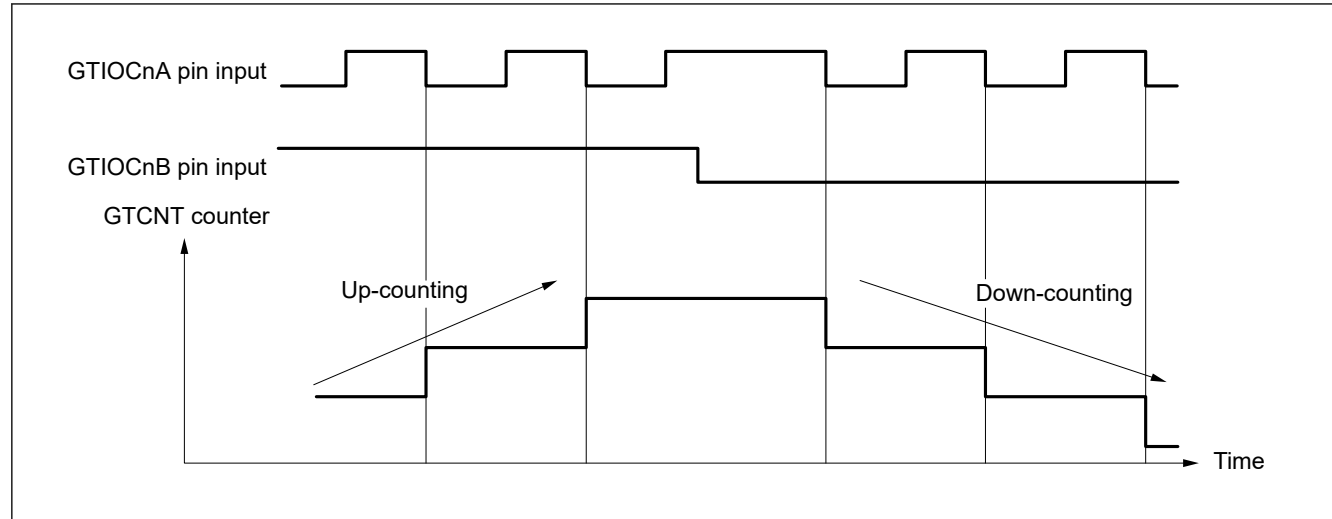 GTIOCnA pin input
GTIOCnB pin input
GTCNT counter
Up-counting
Down-counting
Time